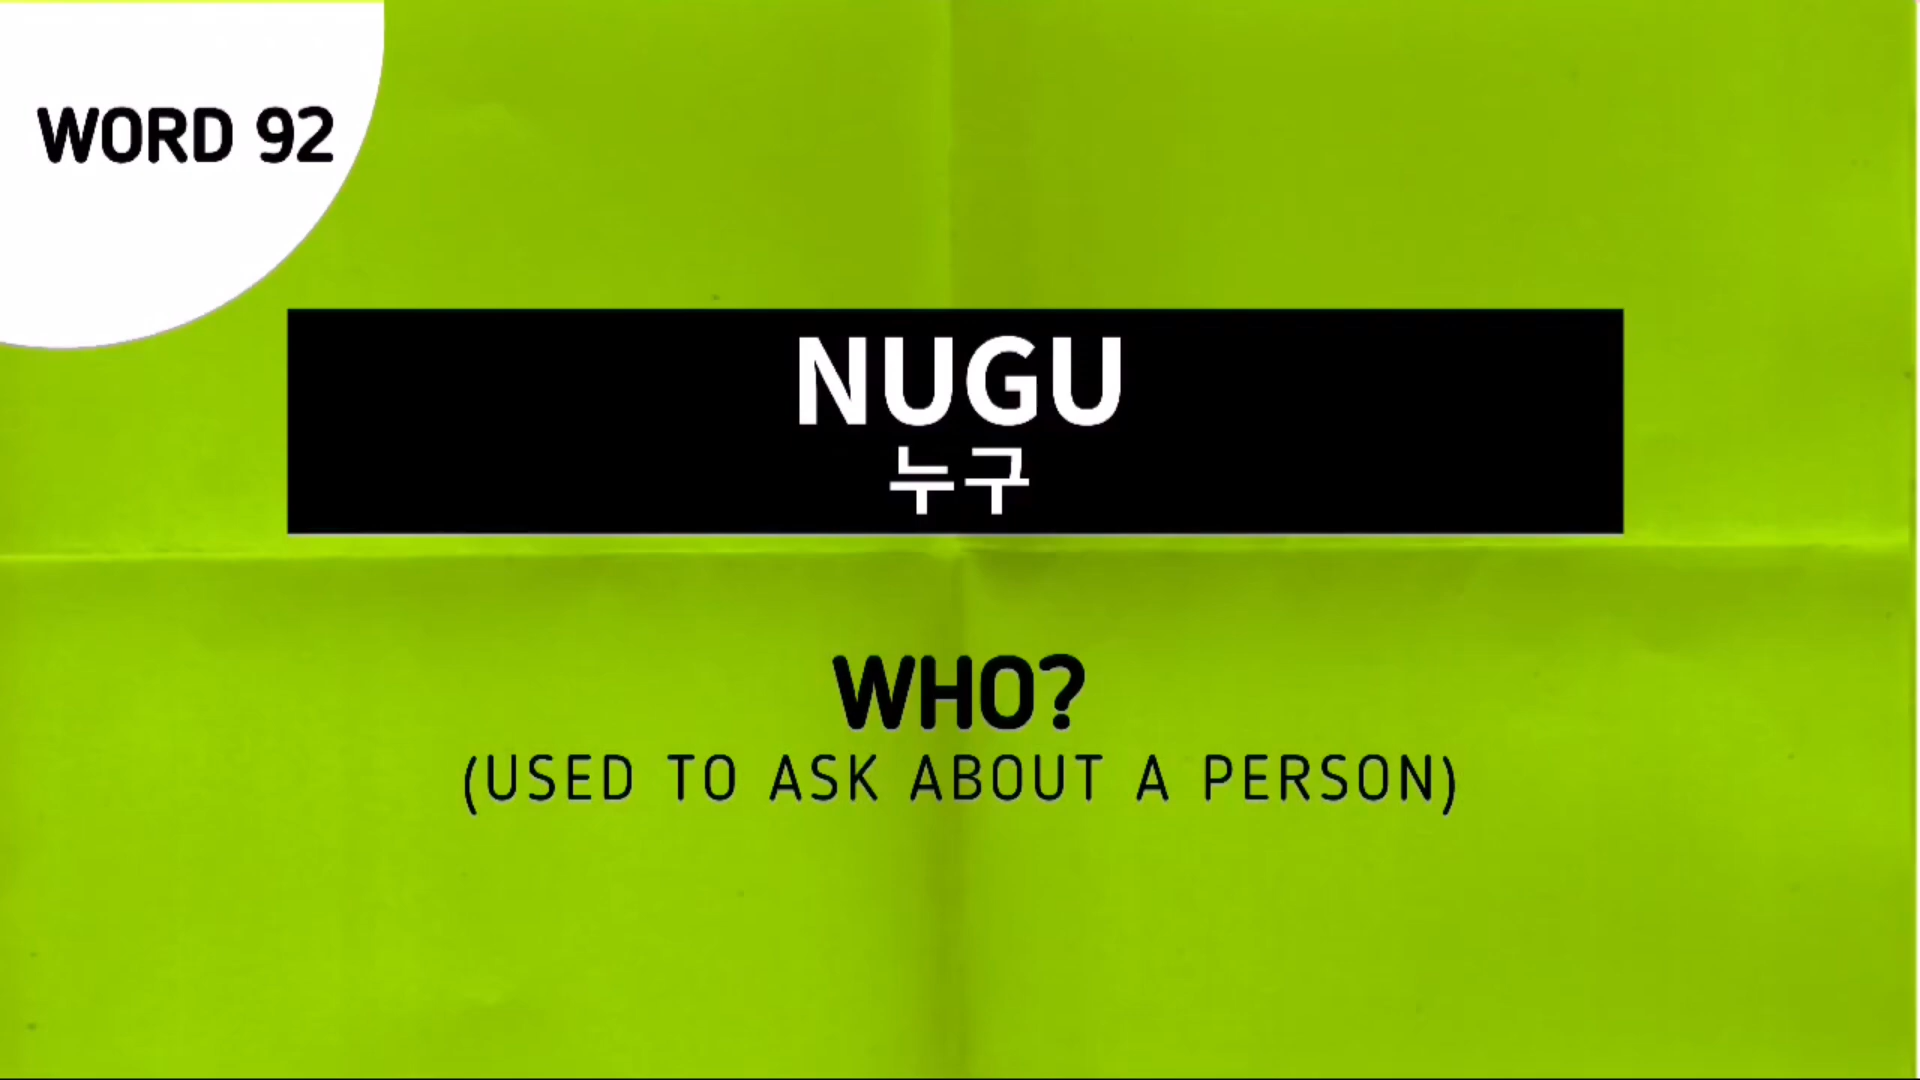 WORD 92
NUGU
누구
WHO?
(USED TO ASK ABOUT A PERSON)